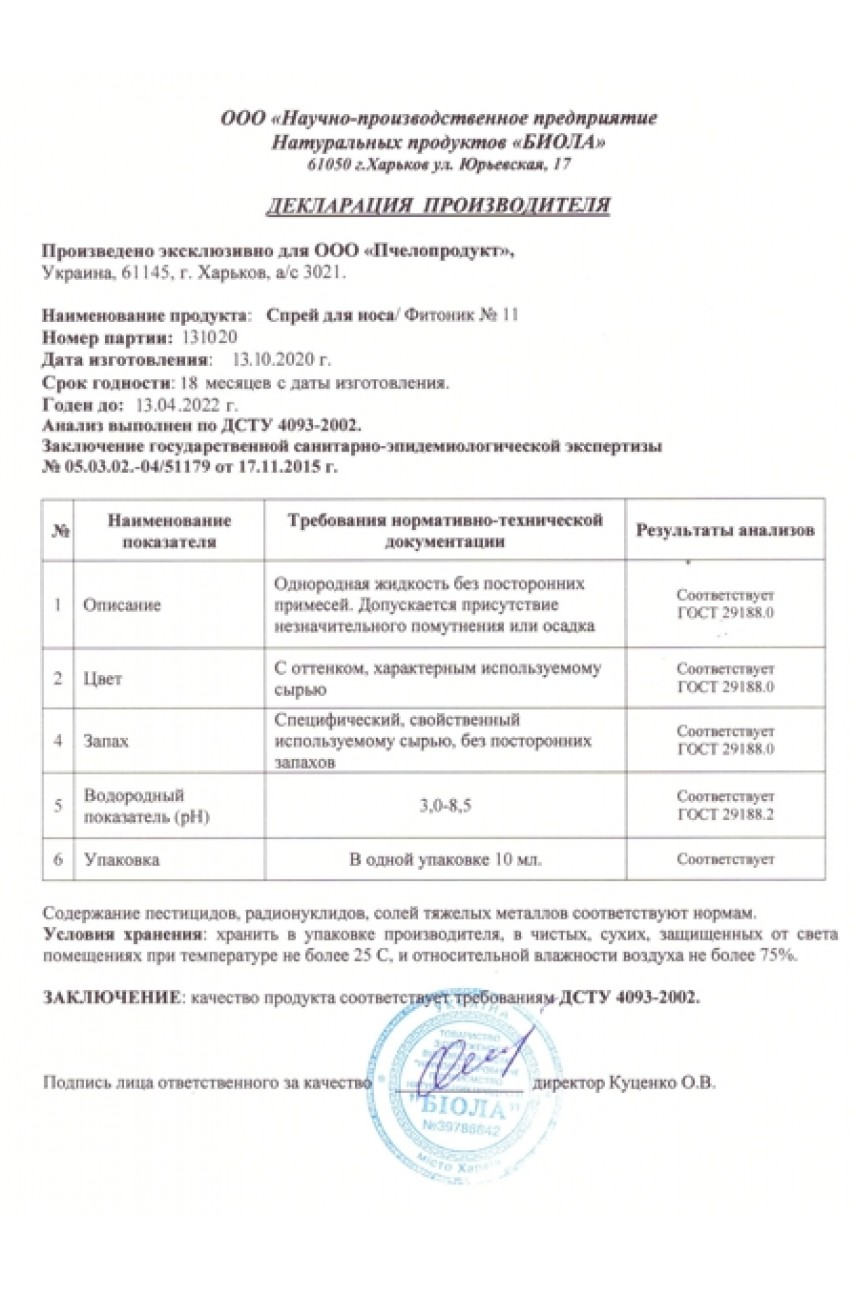 ООО «Научно-производственное предприятие
Натуральных продуктов «БИОЛА»
61050 г.Харьков ул. Юрьевская, 17
ДЕКЛАРАЦИЯ ПРОИЗВОДИТЕЛЯ
Произведено эксклюзивно для ООО «Пчелопродукт»,
Украина, 61145, г. Харьков, а/с 3021.
Наименование продукта: Спрей для носа/ Фитоник № 11
Номер партии: 131020
Дата изготовления: 13.10.2020 г.
Срок годности: 18 месяцев с даты изготовления.
Годен до: 13.04.2022 г.
Анализ выполнен по ДСТУ 4093-2002.
Заключение государственной санитарно-эпидемиологической экспертизы
№ 05.03.02.-04/51179 от 17.11.2015 г.
№ Наименование показателя Требования нормативно-технической документации Результаты анализов
1 Описание Однородная жидкость без посторонних
примесей. Допускается присутствие
незначительного помутнения или осадка
Соответствует
ГОСТ 29188.0
2 Цвет С оттенком, характерным используемому
сырью
Соответствует
ГОСТ 29188.0
4 Запах Специфический, свойственный
используемому сырью, без посторонних
запахов
Соответствует
ГОСТ 29188.0
5 Водородный
показатель (pH)
3,0-8,5
Соответствует
ГОСТ 29188.2
6 Упаковка В одной упаковке 10 мл. Соответствует
Содержание пестицидов, радионуклидов, солей тяжелых металлов соответствуют нормам.
Условия хранения: хранить в упаковке производителя, в чистых, сухих, защищенных от света
помещениях при температуре не более 25 С, и относительной влажности воздуха не более 75%.
ЗАКЛЮЧЕНИЕ: качество продукта соответствует требованиям ДСТУ 4093-2002.
Подпись лица ответственного за качество директор Куценко О.В.
УКРАЇНА
ТОВАРИСТВО
"БІОЛА"
№39788642
місто